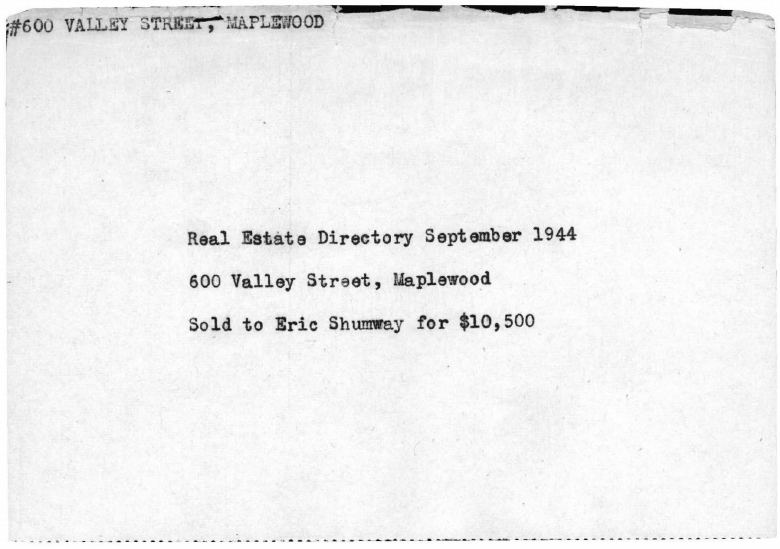 #600 VALLEY STREET, MAPLEWOOD
Real Estate Directory September 1944
600 Valley Street, Maplewood
Sold to Eric Shumway for $10,500